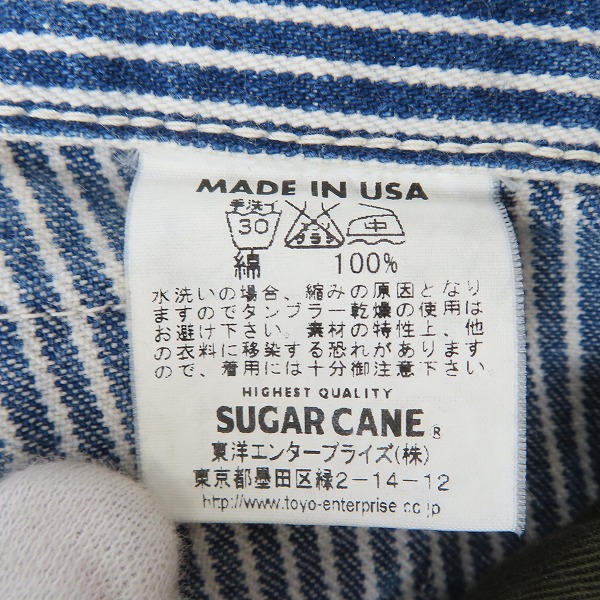 MADE IN USA
手洗イ
30 エンソ サラシ 中
綿 100%
水洗いの場合、縮みの原因となり
ますのでタンブラー乾燥の使用は
お避け下さい。素材の特性上、他
の衣料に移染する恐れがあります
ので、着用には十分御注意下さい
HIGHEST QUALITY
SUGAR CANE ®
東洋エンタープライズ(株)
東京都墨田区緑2-14-12
http://www.toyo-enterprise.co.jp